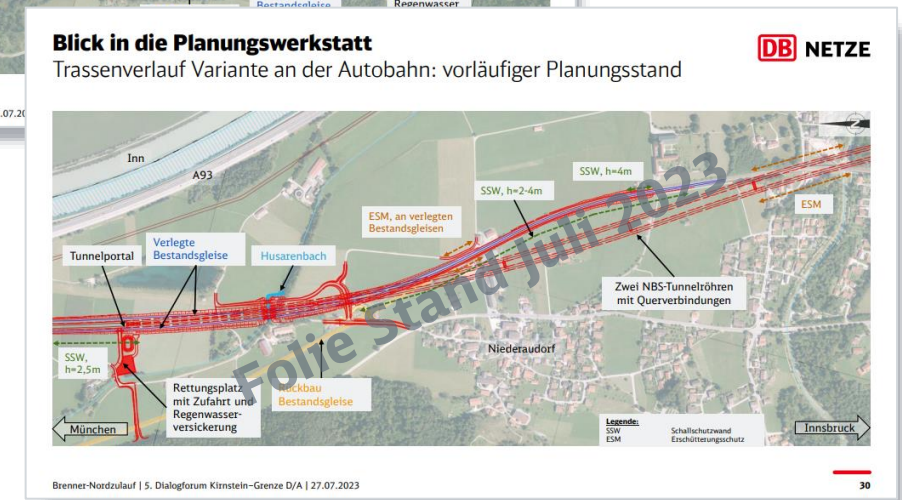 Bestandsgleise
Regenwasser
Blick in die Planungswerkstatt
Trassenverlauf Variante an der Autobahn: vorläufiger Planungsstand
DB NETZE
Inn
A93
SSW, h=4m
SSW, h=2-4m
ESM
ESM, an verlegten
Bestandsgleisen
Tunnelportal
Verlegte
Bestandsgleise
Husarenbach
Zwei NBS-Tunnelröhren
mit Querverbindungen
Niederaudorf
SSW,
h=2,5m
Rettungsplatz
mit Zufahrt und
Regenwasser-
versickerung
Rückbau
Bestandsgleise
Folie Stand Juli 2023
München
Legende:
SSW Schallschutzwand
ESM Erschütterungsschutz
Innsbruck
Brenner-Nordzulauf | 5. Dialogforum Kirnstein–Grenze D/A | 27.07.2023
30